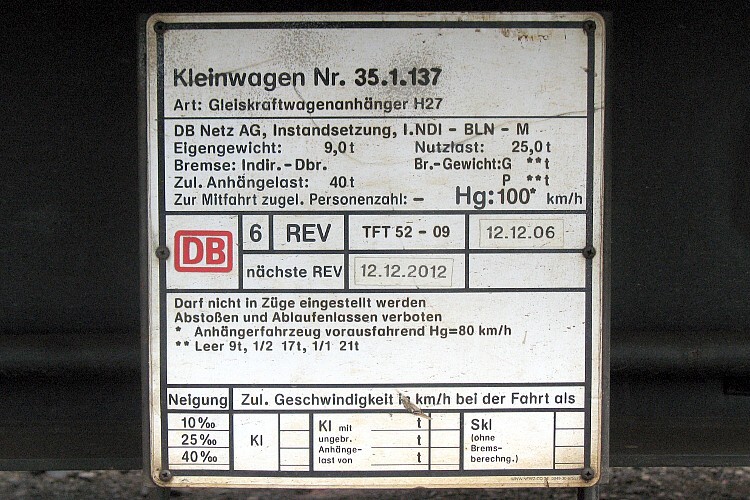 Kleinwagen Nr. 35.1.137
Art: Gleiskraftwagenanhänger H27
DB Netz AG, Instandsetzung, I.NDI - BLN - M
Eigengewicht: 9,0 t Nutzlast: 25,0 t
Bremse: Indir.-Dbr. Br.-Gewicht: G ** t
Zul. Anhängelast: 40 t P ** t
Zur Mitfahrt zugel. Personenzahl: - Hg: 100* km/h
DB 6 REV TFT 52 - 09 12.12.06
nächste REV 12.12.2012
Darf nicht in Züge eingestellt werden
Abstoßen und Ablaufenlassen verboten
* Anhängerfahrzeug vorausfahrend Hg=80 km/h
** Leer 9t, 1/2 17t, 1/1 21t
Neigung Zul. Geschwindigkeit in km/h bei der Fahrt als
10‰
25‰
40‰
Kl
Kl mit t
ungebr. t
Anhänge-
last von t
Skl
(ohne
Brems-
berechng.)